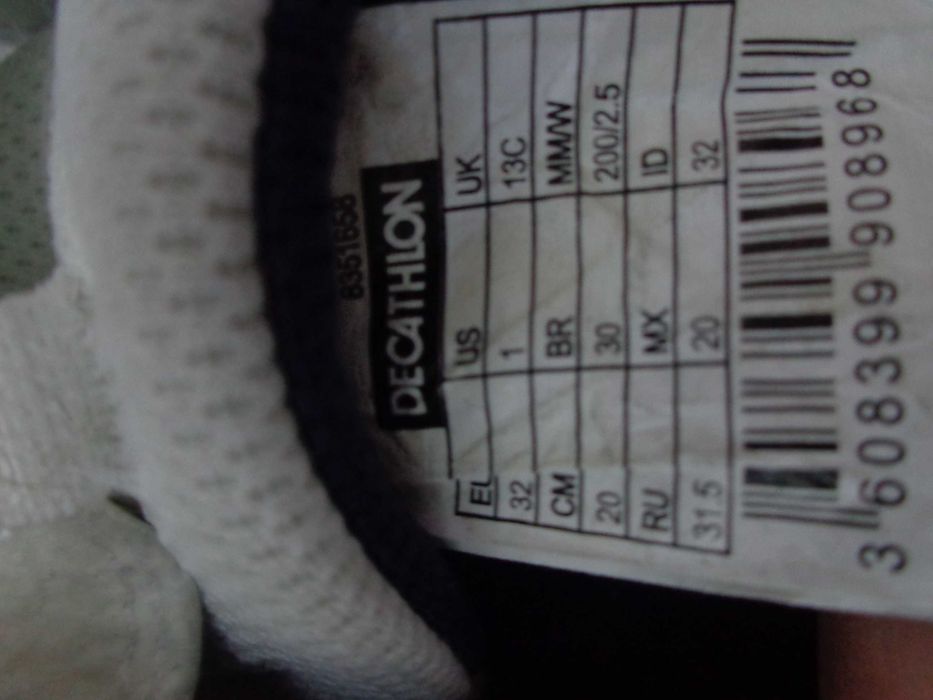 8351668
DECATHLON
EU US UK
32 1 13C
CM BR MM/W
20 30 200/2.5
RU MX ID
31.5 20 32
3 608399 908968